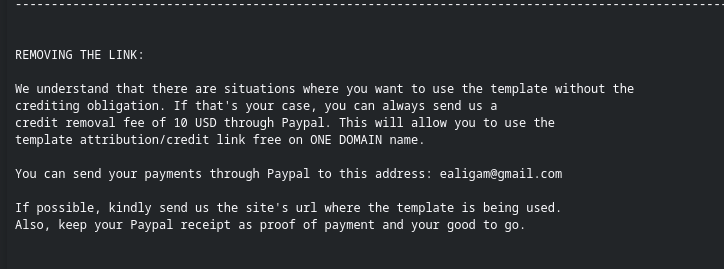 REMOVING THE LINK:
We understand that there are situations where you want to use the template without the
crediting obligation. If that's your case, you can always send us a
credit removal fee of 10 USD through Paypal. This will allow you to use the
template attribution/credit link free on ONE DOMAIN name.
You can send your payments through Paypal to this address: ealigam@gmail.com
If possible, kindly send us the site's url where the template is being used.
Also, keep your Paypal receipt as proof of payment and your good to go.